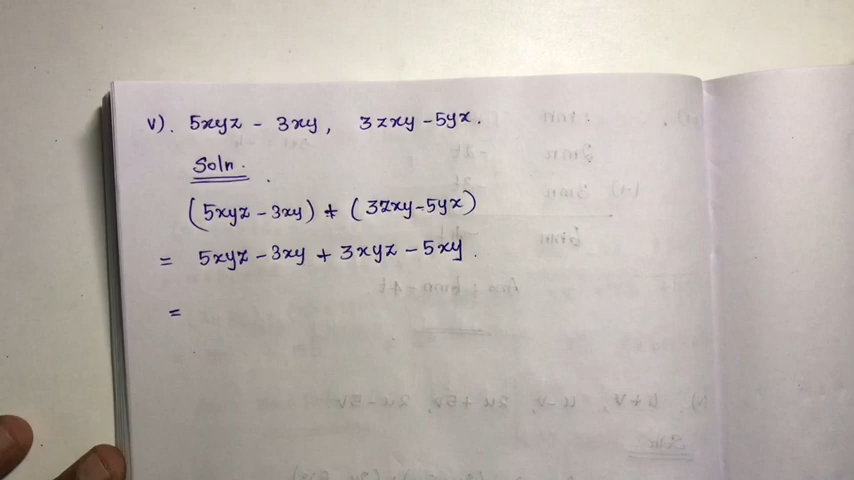 v). 5xyz - 3xy, 3zxy - 5yx.
Soln.
(5xyz - 3xy) + (3zxy - 5yx)
= 5xyz - 3xy + 3xyz - 5xy.
=